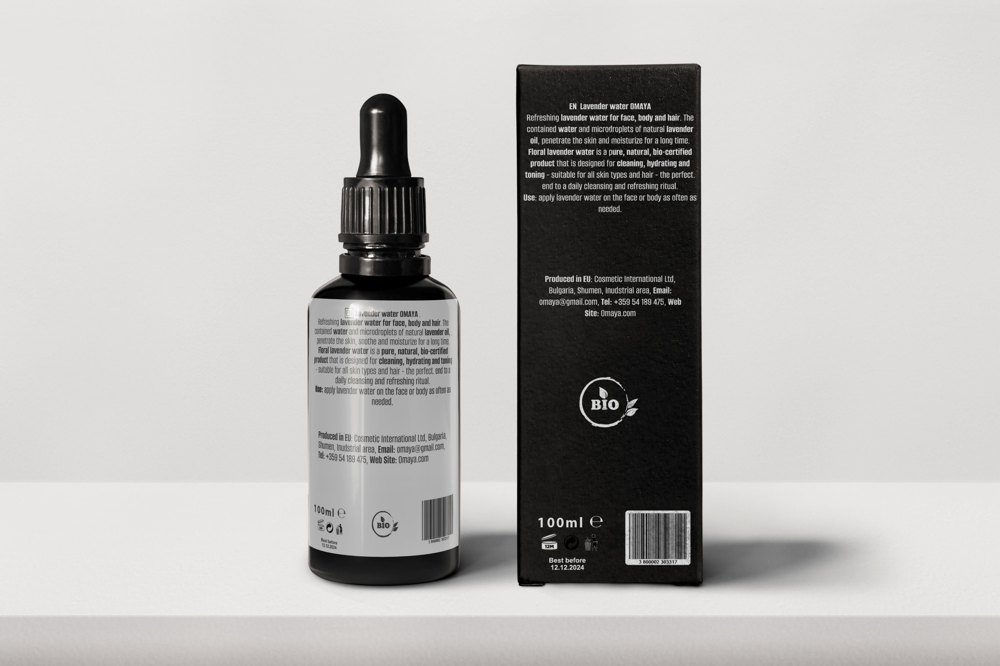 EN Lavender water OMAYA .
Refreshing lavender water for face, body and hair. The
contained water and microdroplets of natural lavender oil, ,
penetrate the skin, soothe and moisturize for a long time.
Floral lavender water is a pure, natural, bio-certified
product that is designed for cleaning, hydrating and toning
- suitable for all skin types and hair - the perfect. end to a
daily cleansing and refreshing ritual.
Use: apply lavender water on the face or body as often as
needed.
Produced in EU: Cosmetic International Ltd, Bulgaria,
Shumen, Inudstrial area, Email: omaya@gmail.com,
Tel: +359 54 189 475, Web Site: Omaya.com
100ml ℮
12M
BIO
Best before
12.12.2024
3 800002 303317
EN Lavender water OMAYA
Refreshing lavender water for face, body and hair. The
contained water and microdroplets of natural lavender
oil, penetrate the skin and moisturize for a long time.
Floral lavender water is a pure, natural, bio-certified
product that is designed for cleaning, hydrating and
toning - suitable for all skin types and hair - the perfect.
end to a daily cleansing and refreshing ritual.
Use: apply lavender water on the face or body as often as
needed.
Produced in EU: Cosmetic International Ltd,
Bulgaria, Shumen, Inudstrial area, Email:
omaya@gmail.com, Tel: +359 54 189 475, Web
Site: Omaya.com
BIO
100ml ℮
12M
Best before
12.12.2024
3 800002 303317